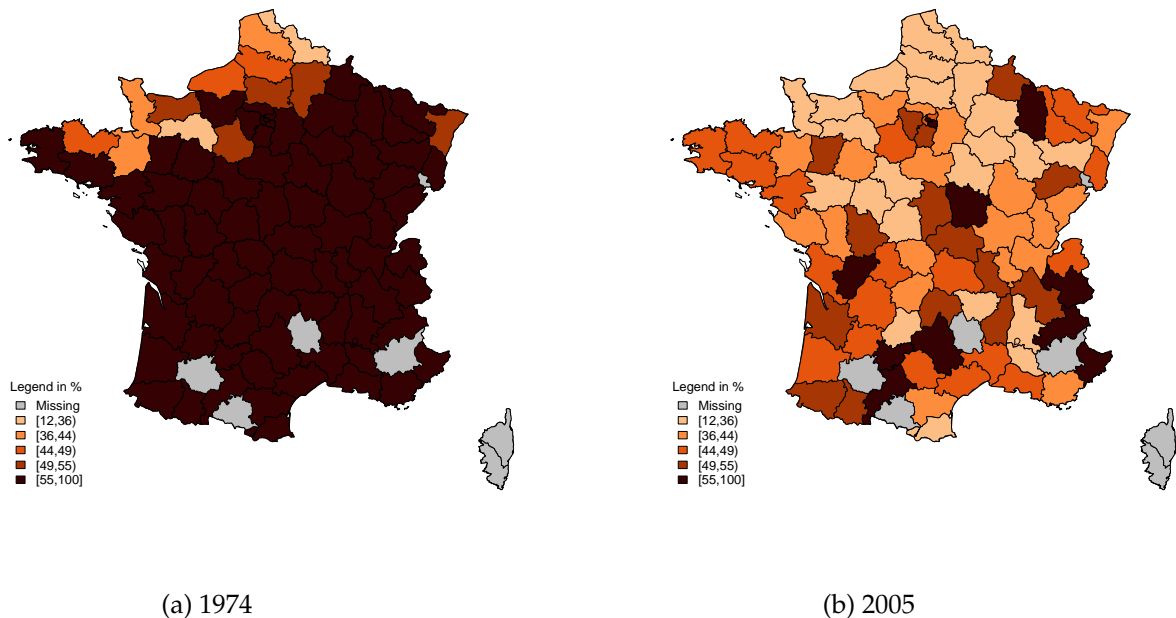 Legend in %
Missing
[12,36)
[36,44)
[44,49)
[49,55)
[55,100]
(a) 1974
Legend in %
Missing
[12,36)
[36,44)
[44,49)
[49,55)
[55,100]
(b) 2005